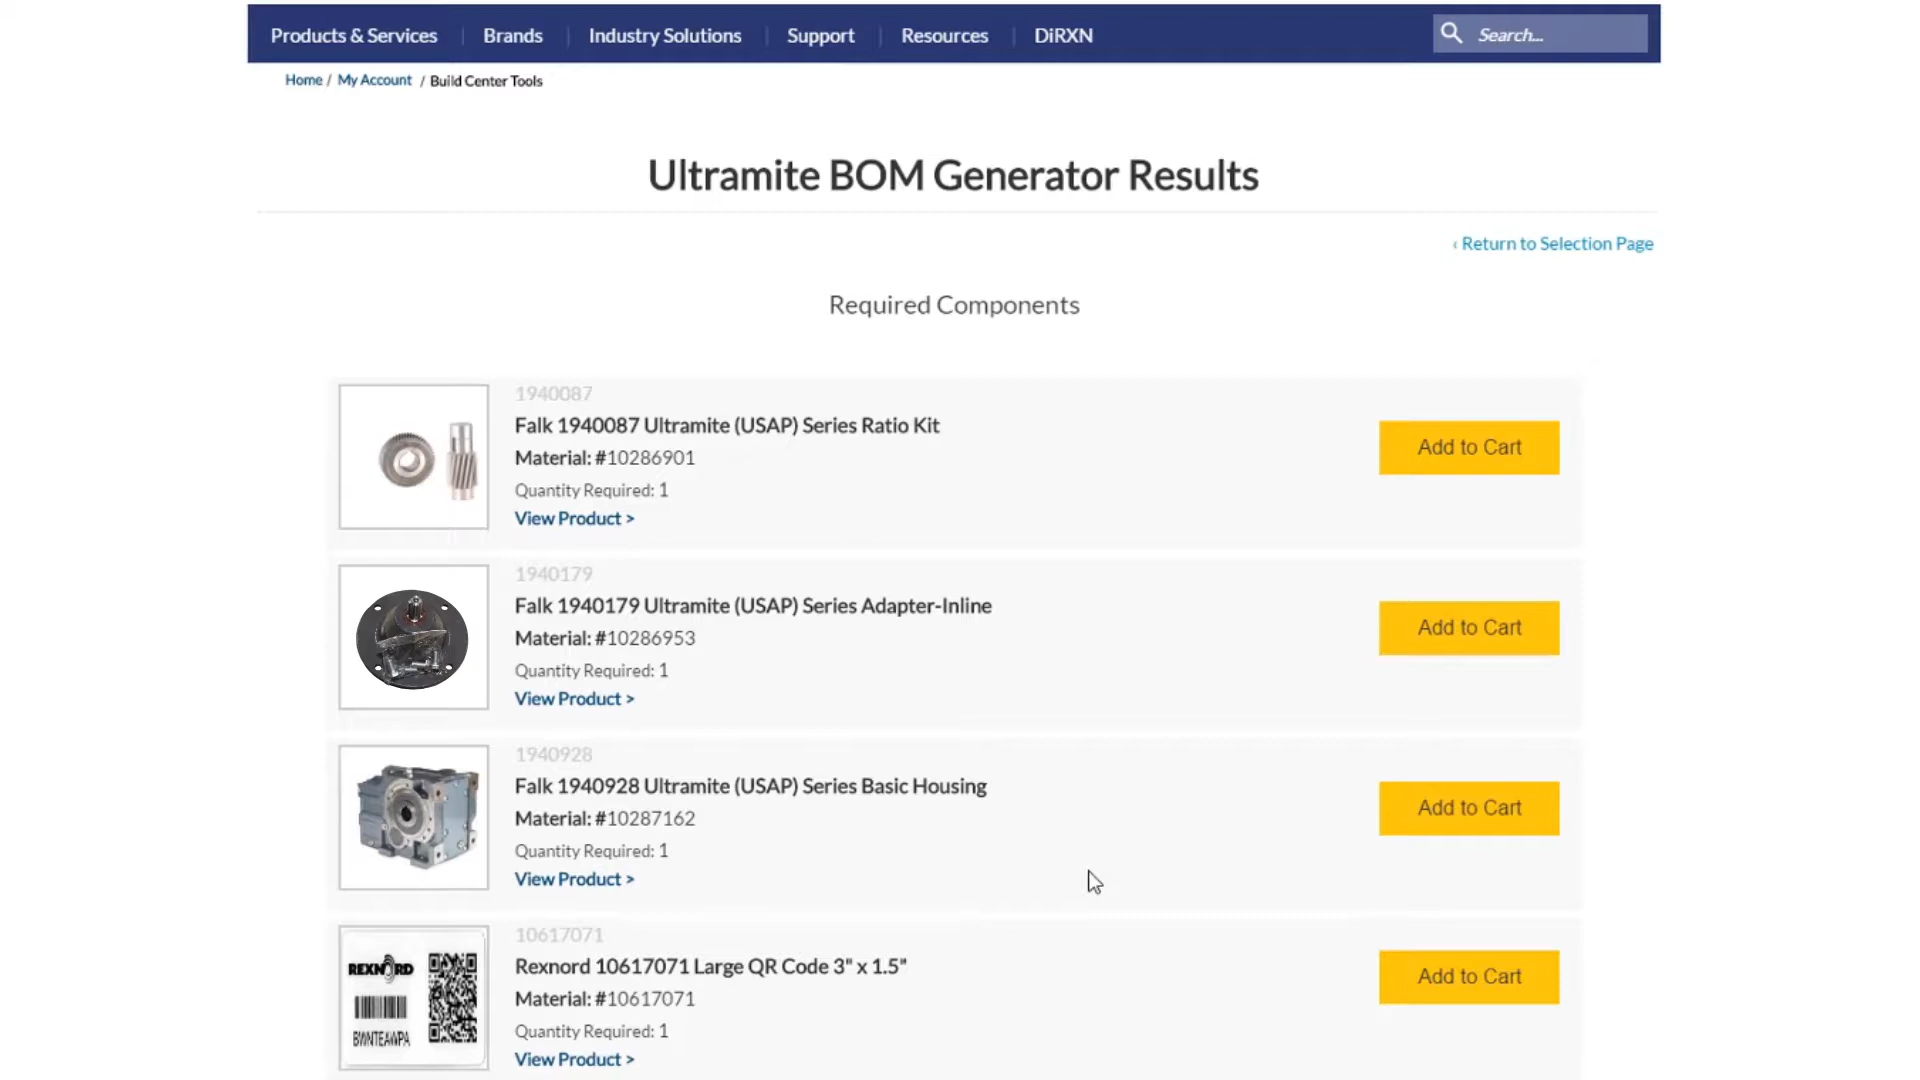 Products & Services
Brands
Industry Solutions
Support
Resources
DiRXN
Search...
Home / My Account / Build Center Tools
Ultramite BOM Generator Results
‹ Return to Selection Page
Required Components
1940087
Falk 1940087 Ultramite (USAP) Series Ratio Kit
Material: #10286901
Quantity Required: 1
View Product >
Add to Cart
1940179
Falk 1940179 Ultramite (USAP) Series Adapter-Inline
Material: #10286953
Quantity Required: 1
View Product >
Add to Cart
1940928
Falk 1940928 Ultramite (USAP) Series Basic Housing
Material: #10287162
Quantity Required: 1
View Product >
Add to Cart
REXNORD
10617071
Rexnord 10617071 Large QR Code 3" x 1.5"
Material: #10617071
Quantity Required: 1
View Product >
Add to Cart